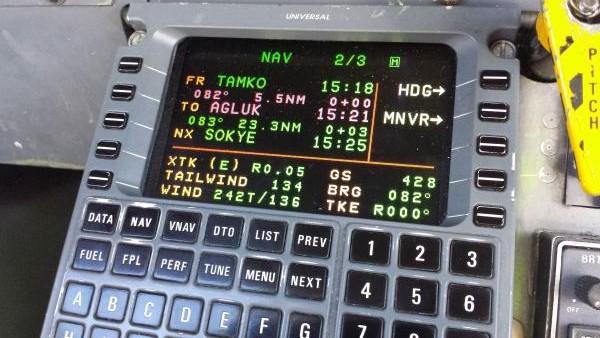 UNIVERSAL
NAV 2/3 M
FR TAMKO 15:18
082° 5.5NM 0+00
TO AGLUK 15:21
083° 23.3NM 0+03
NX SOKYE 15:25
HDG→
MNVR→
XTK (E) R0.05 GS 428
TAILWIND 134 BRG 082°
WIND 242T/136 TKE R000°
DATA NAV VNAV DTO LIST PREV
FUEL FPL PERF TUNE MENU NEXT
A B C D E F G
H
1 2 3
4 5 6
7
PITCH
BRT
OFF